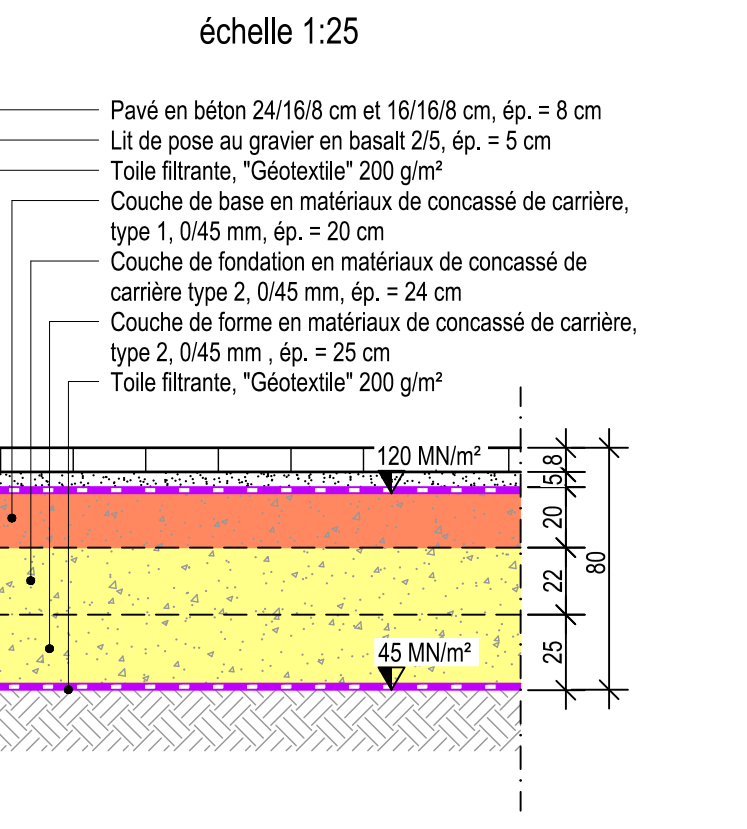 échelle 1:25
Pavé en béton 24/16/8 cm et 16/16/8 cm, ép. = 8 cm
Lit de pose au gravier en basalt 2/5, ép. = 5 cm
Toile filtrante, "Géotextile" 200 g/m²
Couche de base en matériaux de concassé de carrière,
type 1, 0/45 mm, ép. = 20 cm
Couche de fondation en matériaux de concassé de
carrière type 2, 0/45 mm, ép. = 24 cm
Couche de forme en matériaux de concassé de carrière,
type 2, 0/45 mm , ép. = 25 cm
Toile filtrante, "Géotextile" 200 g/m²
120 MN/m²
8
5
20
22
80
25
45 MN/m²